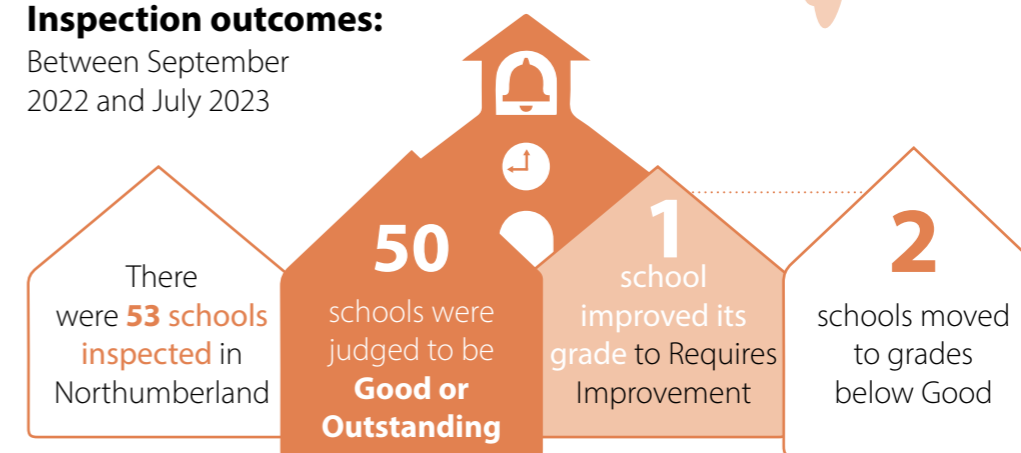 Inspection outcomes:
Between September
2022 and July 2023
There
were 53 schools
inspected in
Northumberland
50
schools were
judged to be
Good or
Outstanding
1
school
improved its
grade to Requires
Improvement
2
schools moved
to grades
below Good